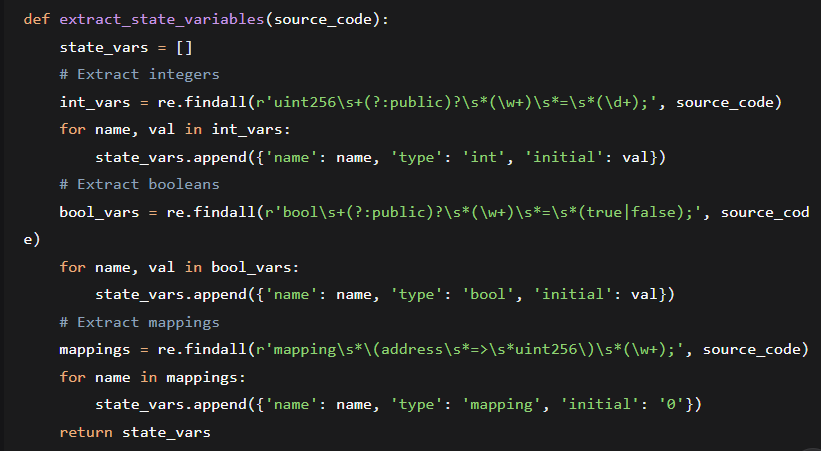 def extract_state_variables(source_code):
    state_vars = []
    # Extract integers
    int_vars = re.findall(r'uint256\s+(?:public)?\s*(\w+)\s*=\s*(\d+);', source_code)
    for name, val in int_vars:
        state_vars.append({'name': name, 'type': 'int', 'initial': val})
    # Extract booleans
    bool_vars = re.findall(r'bool\s+(?:public)?\s*(\w+)\s*=\s*(true|false);', source_cod
e)
    for name, val in bool_vars:
        state_vars.append({'name': name, 'type': 'bool', 'initial': val})
    # Extract mappings
    mappings = re.findall(r'mapping\s*\(address\s*=>\s*uint256\)\s*(\w+);', source_code)
    for name in mappings:
        state_vars.append({'name': name, 'type': 'mapping', 'initial': '0'})
    return state_vars